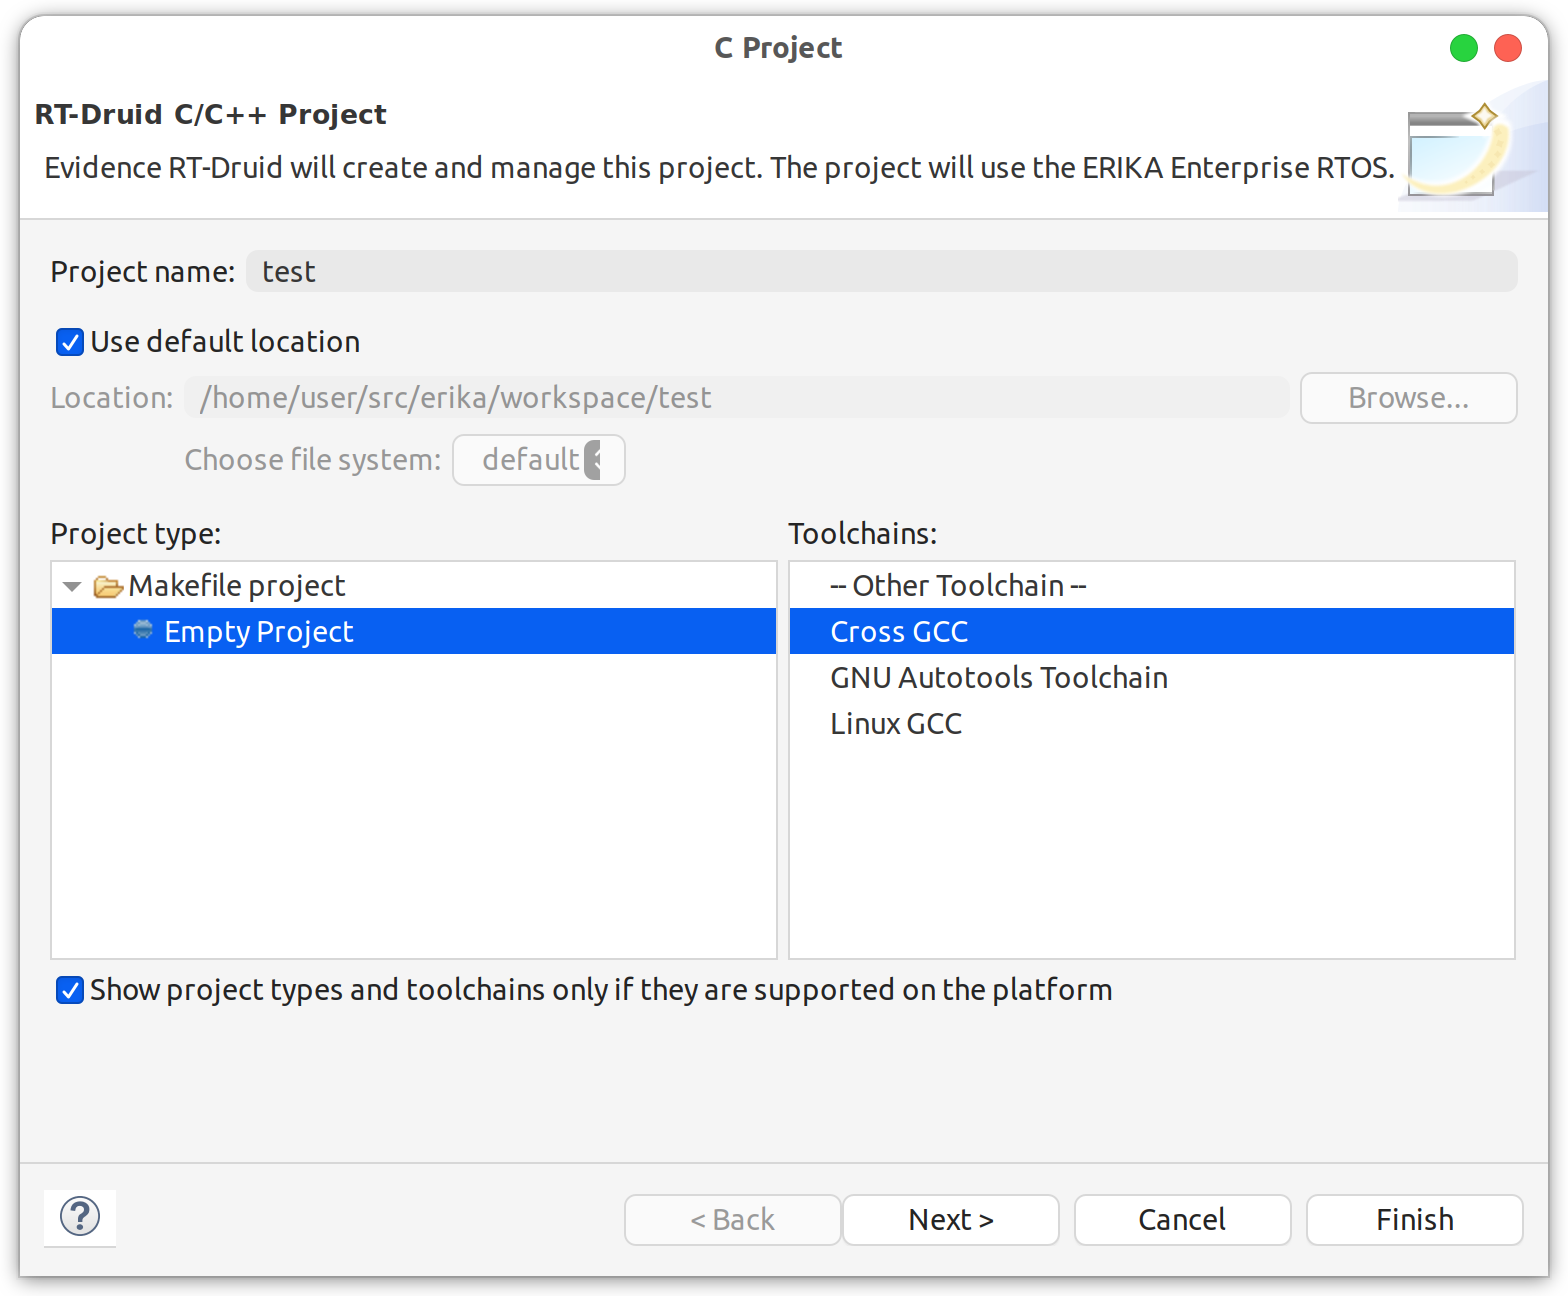 C Project
RT-Druid C/C++ Project
Evidence RT-Druid will create and manage this project. The project will use the ERIKA Enterprise RTOS.
Project name: test
Use default location
Location: /home/user/src/erika/workspace/test Browse...
Choose file system: default
Project type: Toolchains:
Makefile project -- Other Toolchain --
Empty Project Cross GCC
GNU Autotools Toolchain
Linux GCC
Show project types and toolchains only if they are supported on the platform
? < Back Next > Cancel Finish